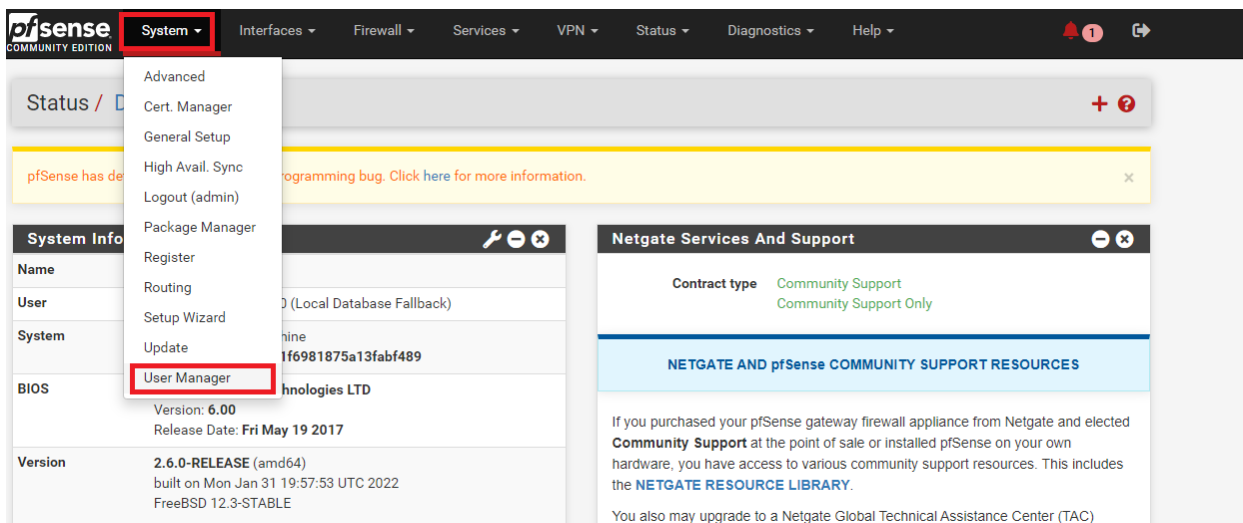 pfsense
COMMUNITY EDITION
System Interfaces Firewall Services VPN Status Diagnostics Help 1
Advanced
Cert. Manager
General Setup
High Avail. Sync
Logout (admin)
Package Manager
Register
Routing
Setup Wizard
Update
User Manager
Status /
pfSense has programming bug. Click here for more information.
System
Name
User (Local Database Fallback)
System
1f6981875a13fabf489
BIOS LTD
Version: 6.00
Release Date: Fri May 19 2017
Version 2.6.0-RELEASE (amd64)
built on Mon Jan 31 19:57:53 UTC 2022
FreeBSD 12.3-STABLE
Netgate Services And Support
Contract type Community Support
Community Support Only
NETGATE AND pfSense COMMUNITY SUPPORT RESOURCES
If you purchased your pfSense gateway firewall appliance from Netgate and elected
Community Support at the point of sale or installed pfSense on your own
hardware, you have access to various community support resources. This includes
the NETGATE RESOURCE LIBRARY.
You also may upgrade to a Netgate Global Technical Assistance Center (TAC)